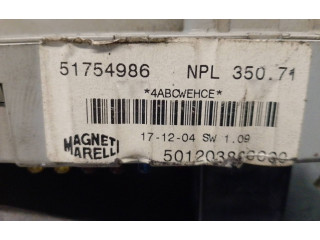 51754986 NPL 350.71
*4ABCWEHCE*
17-12-04 SW 1.09
MAGNETI
MARELLI